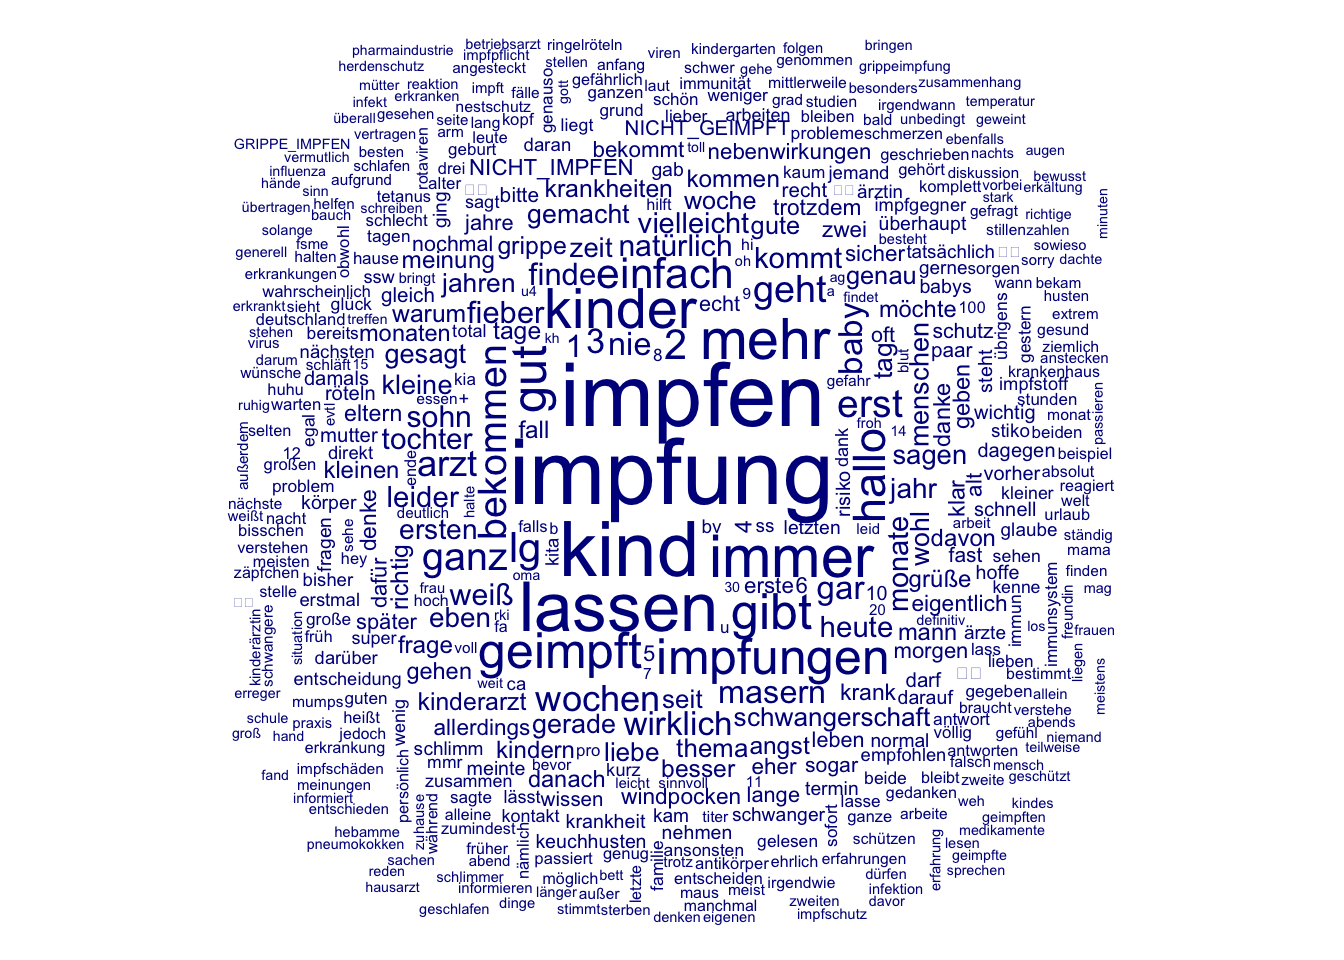 betriebsarzt ringelröteln
pharmaindustrie impfpflicht viren kindergarten folgen bringen
herdenschutz angesteckt stellen anfang schwer gehe genommen grippeimpfung
mütter reaktion impft fälle genauso gott gefährlich ganzen laut immunität mittlerweile besonders zusammenhang
infekt erkranken nestschutz grund schön weniger grad studien irgendwann temperatur
überall gesehen seite lang kopf liegt lieber arbeiten bleiben bald unbedingt geweint
vertragen rotaviren arm leute daran NICHT_GEIMPFT probleme schmerzen ebenfalls
GRIPPE_IMPFEN besten geburt bekommt toll nebenwirkungen geschrieben nachts augen
vermutlich schlafen drei NICHT_IMPFEN gab kommen kaum jemand gehört diskussion bewusst
influenza aufgrund alter krankheiten woche recht ärztin komplett vorbei erkältung
hände sinn tetanus sagt bitte hilft trotzdem impfgegner stark
übertragen helfen schreiben ging gemacht vielleicht gute zwei überhaupt gefragt richtige minuten
bauch schlecht jahre besteht stillen zahlen
solange tagen nochmal grippe zeit natürlich hi kommt sicher tatsächlich sowieso
generell fsme obwohl hause meinung oh genau gerne sorgen sorry dachte
halten ssw bringt jahren finde einfach ag babys wann bekam
erkrankungen wahrscheinlich gleich u4 kinder echt 9 geht a findet möchte 100 husten
erkrankt sieht glück warum fieber extrem
deutschland treffen total tage kh 1 3 nie 8 2 mehr baby oft schutz übrigens gestern gesund
stehen bereits monaten tag blut menschen paar ziemlich
virus nächsten gesagt gut steht anstecken
darum schläft 15 kleine kia impfen gefahr krankenhaus
wünsche damals essen + erst danke geben impfstoff
huhu röteln sohn stunden
ruhig warten evtl eltern fall froh 14 wichtig monat passieren
selten egal mutter tochter bekommen hallo sagen stiko beiden
außerdem 12 direkt ende arzt impfung risiko dank dagegen beispiel
großen kleinen klar alt vorher absolut
problem leider halte jahr kleiner reagiert
nächste körper denke deutlich schnell welt
weißt nacht ersten falls b bv 4 ss letzten leid monate wohl arbeit glaube urlaub
bisschen fragen sehe ganz lg kita kind immer davon ständig
verstehen hey fast sehen mama
meisten richtig oma grüße hoffe finden
zäpfchen bisher dafür frau 30 erste 6 gar 10 kenne immun immunsystem freundin mag
stelle erstmal hoch weiß lassen gibt 20 eigentlich
kinderärztin schwangere situation große später eben rki fa u heute definitiv mann ärzte los frauen
früh super frage voll geimpft 5 impfungen morgen lass liegen
darüber gehen 7 darf lieben bestimmt meistens
entscheidung weit ca masern krank
erreger mumps guten kinderarzt wochen seit darauf gegeben allein
schule praxis heißt wenig allerdings gerade wirklich schwangerschaft antwort braucht verstehe
groß hand jedoch völlig gefühl abends niemand
erkrankung schlimm kindern pro liebe thema angst leben normal antworten teilweise
fand impfschäden mmr meinte bevor besser eher sogar empfohlen falsch mensch
meinungen persönlich zusammen danach kurz leicht sinnvoll 11 beide bleibt zweite geschützt
informiert sagte lässt wissen windpocken lange termin gedanken weh kindes
entschieden zuhause während alleine kontakt krankheit kam titer schwanger lasse ganze arbeite geimpften
hebamme zumindest nehmen sofort schützen medikamente
pneumokokken früher nämlich keuchhusten ansonsten gelesen lesen
sachen abend passiert genug familie trotz antikörper ehrlich erfahrungen erfahrung geimpfte
reden schlimmer möglich bett entscheiden irgendwie dürfen sprechen
hausarzt informieren länger außer letzte maus meist infektion
geschlafen dinge manchmal zweiten davor
stimmt sterben denken eigenen impfschutz